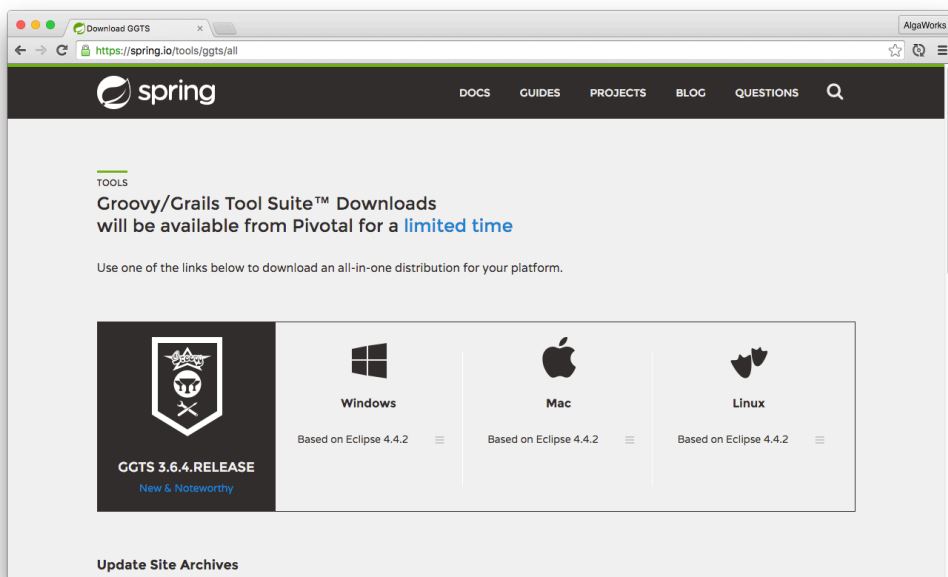 Download GGTS
AlgaWorks
https://spring.io/tools/ggts/all
spring
DOCS GUIDES PROJECTS BLOG QUESTIONS
TOOLS
Groovy/Grails Tool Suite™ Downloads
will be available from Pivotal for a limited time
Use one of the links below to download an all-in-one distribution for your platform.
Groovy
GGTS 3.6.4.RELEASE
New & Noteworthy
Windows
Based on Eclipse 4.4.2
Mac
Based on Eclipse 4.4.2
Linux
Based on Eclipse 4.4.2
Update Site Archives